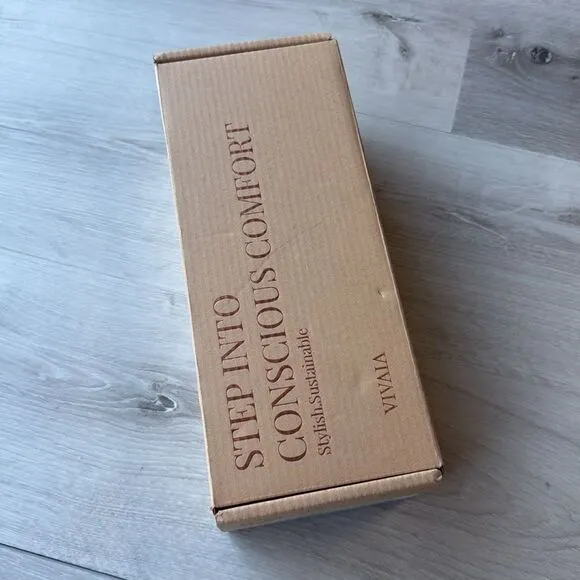 STEP INTO
CONSCIOUS COMFORT
Stylish.Sustainable
VIVAIA